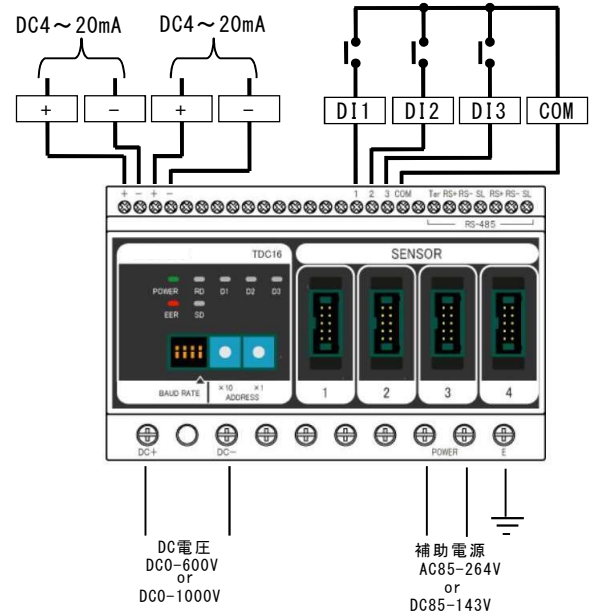 DC4～20mA DC4～20mA
+ － + － DI1 DI2 DI3 COM
+ － + － 1 2 3 COM Ter RS+ RS- SL RS+ RS- SL
RS-485
TDC16 SENSOR
POWER RD D1 D2 D3
EER SD
BAUD RATE ×10 ×1
ADDRESS
1 2 3 4
DC+ DC- POWER E
DC電圧
DC0-600V
or
DC0-1000V
補助電源
AC85-264V
or
DC85-143V